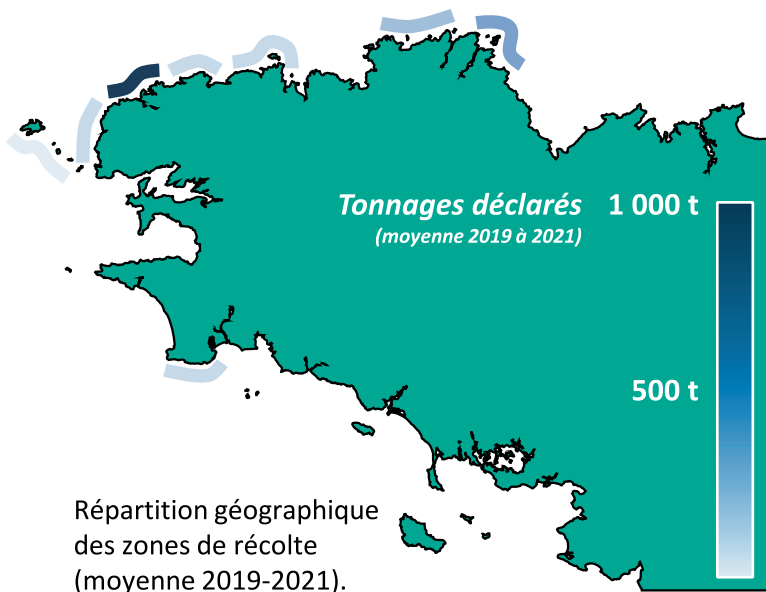 Tonnages déclarés
(moyenne 2019 à 2021)
1 000 t
500 t
Répartition géographique
des zones de récolte
(moyenne 2019-2021).